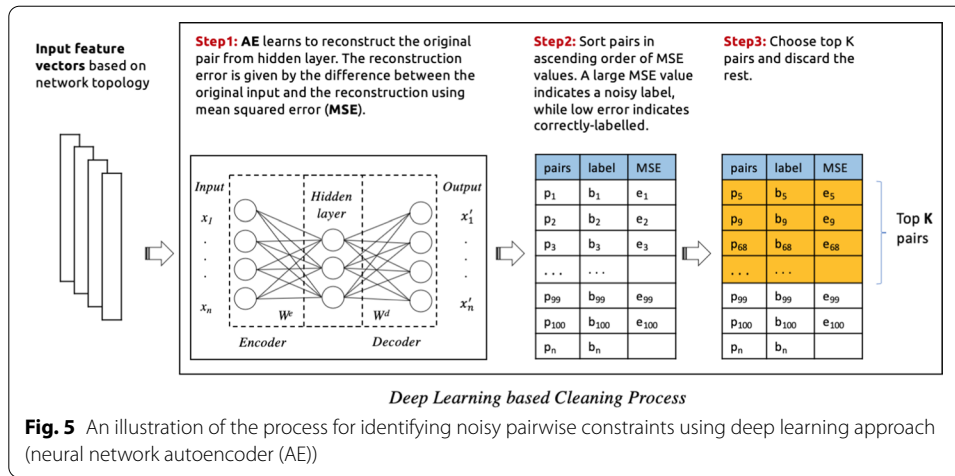 Input feature
vectors based on
network topology
Step1: AE learns to reconstruct the original
pair from hidden layer. The reconstruction
error is given by the difference between the
original input and the reconstruction using
mean squared error (MSE).
Step2: Sort pairs in
ascending order of MSE
values. A large MSE value
indicates a noisy label,
while low error indicates
correctly-labelled.
Step3: Choose top K
pairs and discard the
rest.
Input
Hidden
layer
Output
x1
.
.
.
xn
x′1
.
.
.
x′n
We
Wd
Encoder
Decoder
pairs label MSE
p1 b1 e1
p2 b2 e2
p3 b3 e3
... ...
p99 b99 e99
p100 b100 e100
pn bn
pairs label MSE
p5 b5 e5
p9 b9 e9
p68 b68 e68
... ...
p99 b99 e99
p100 b100 e100
pn bn
Top K
pairs
Deep Learning based Cleaning Process
Fig. 5 An illustration of the process for identifying noisy pairwise constraints using deep learning approach
(neural network autoencoder (AE))